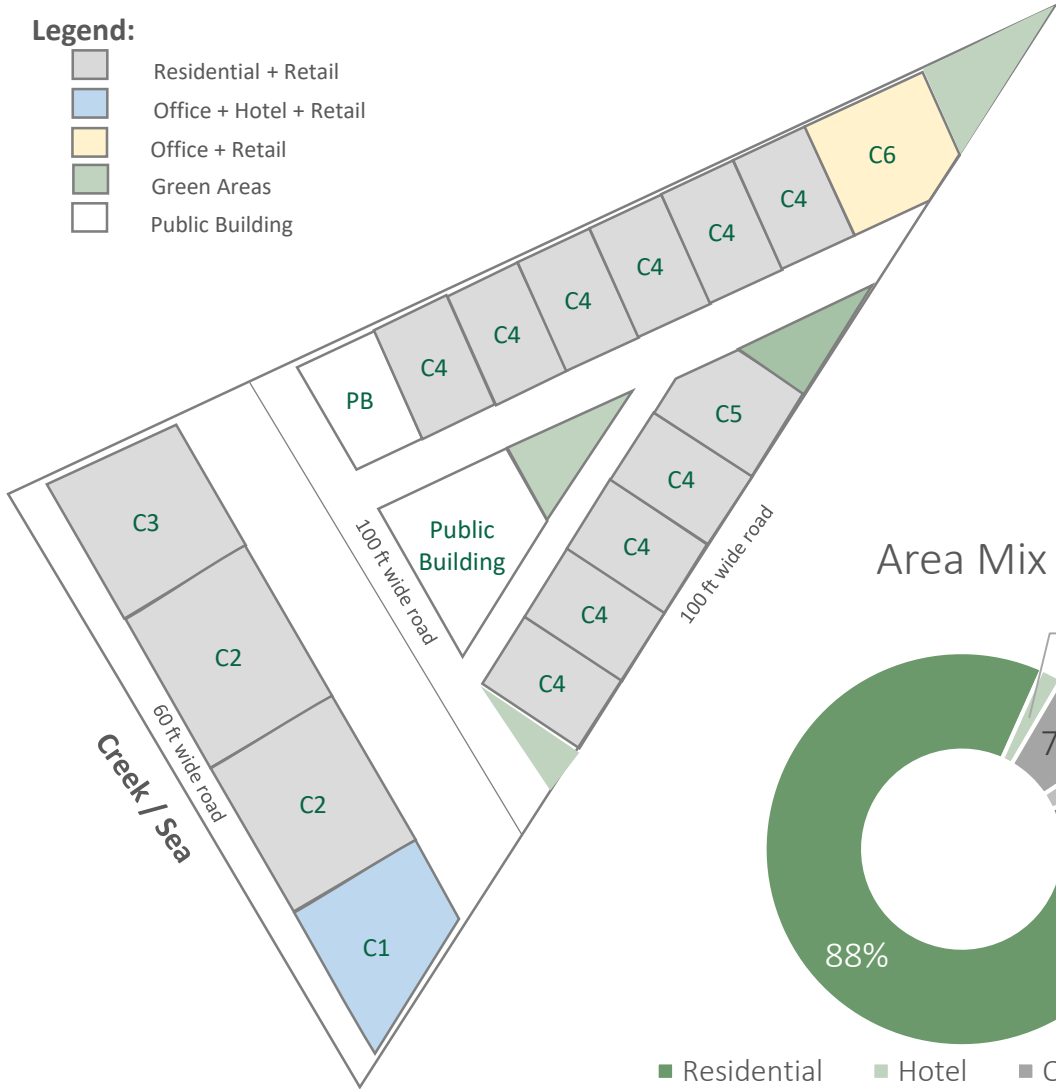 Legend:
Residential + Retail
Office + Hotel + Retail
Office + Retail
Green Areas
Public Building
C6
C4
C4
C4
C4
C4
C4
PB
C5
C4
C4
C4
C4
Public
Building
100 ft wide road
100 ft wide road
C3
C2
C2
C1
60 ft wide road
Creek / Sea
Area Mix
7
88%
Residential
Hotel